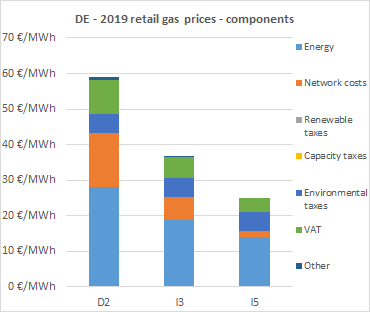 DE - 2019 retail gas prices - components
70 €/MWh
60 €/MWh
50 €/MWh
40 €/MWh
30 €/MWh
20 €/MWh
10 €/MWh
0 €/MWh
D2
I3
I5
Energy
Network costs
Renewable
taxes
Capacity taxes
Environmental
taxes
VAT
Other